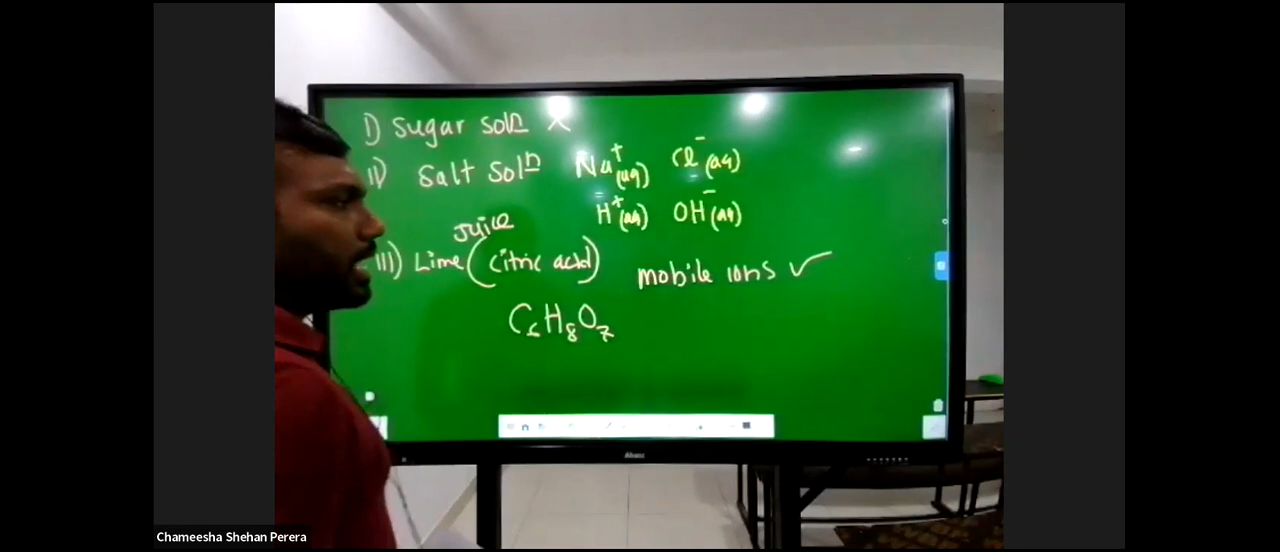 I) Sugar solⁿ X
II) Salt solⁿ Na⁺(aq) Cl⁻(aq)
H⁺(aq) OH⁻(aq)
juice
III) Lime (citric acid) mobile ions ✓
C₆H₈O₇
Chameesha Shehan Perera